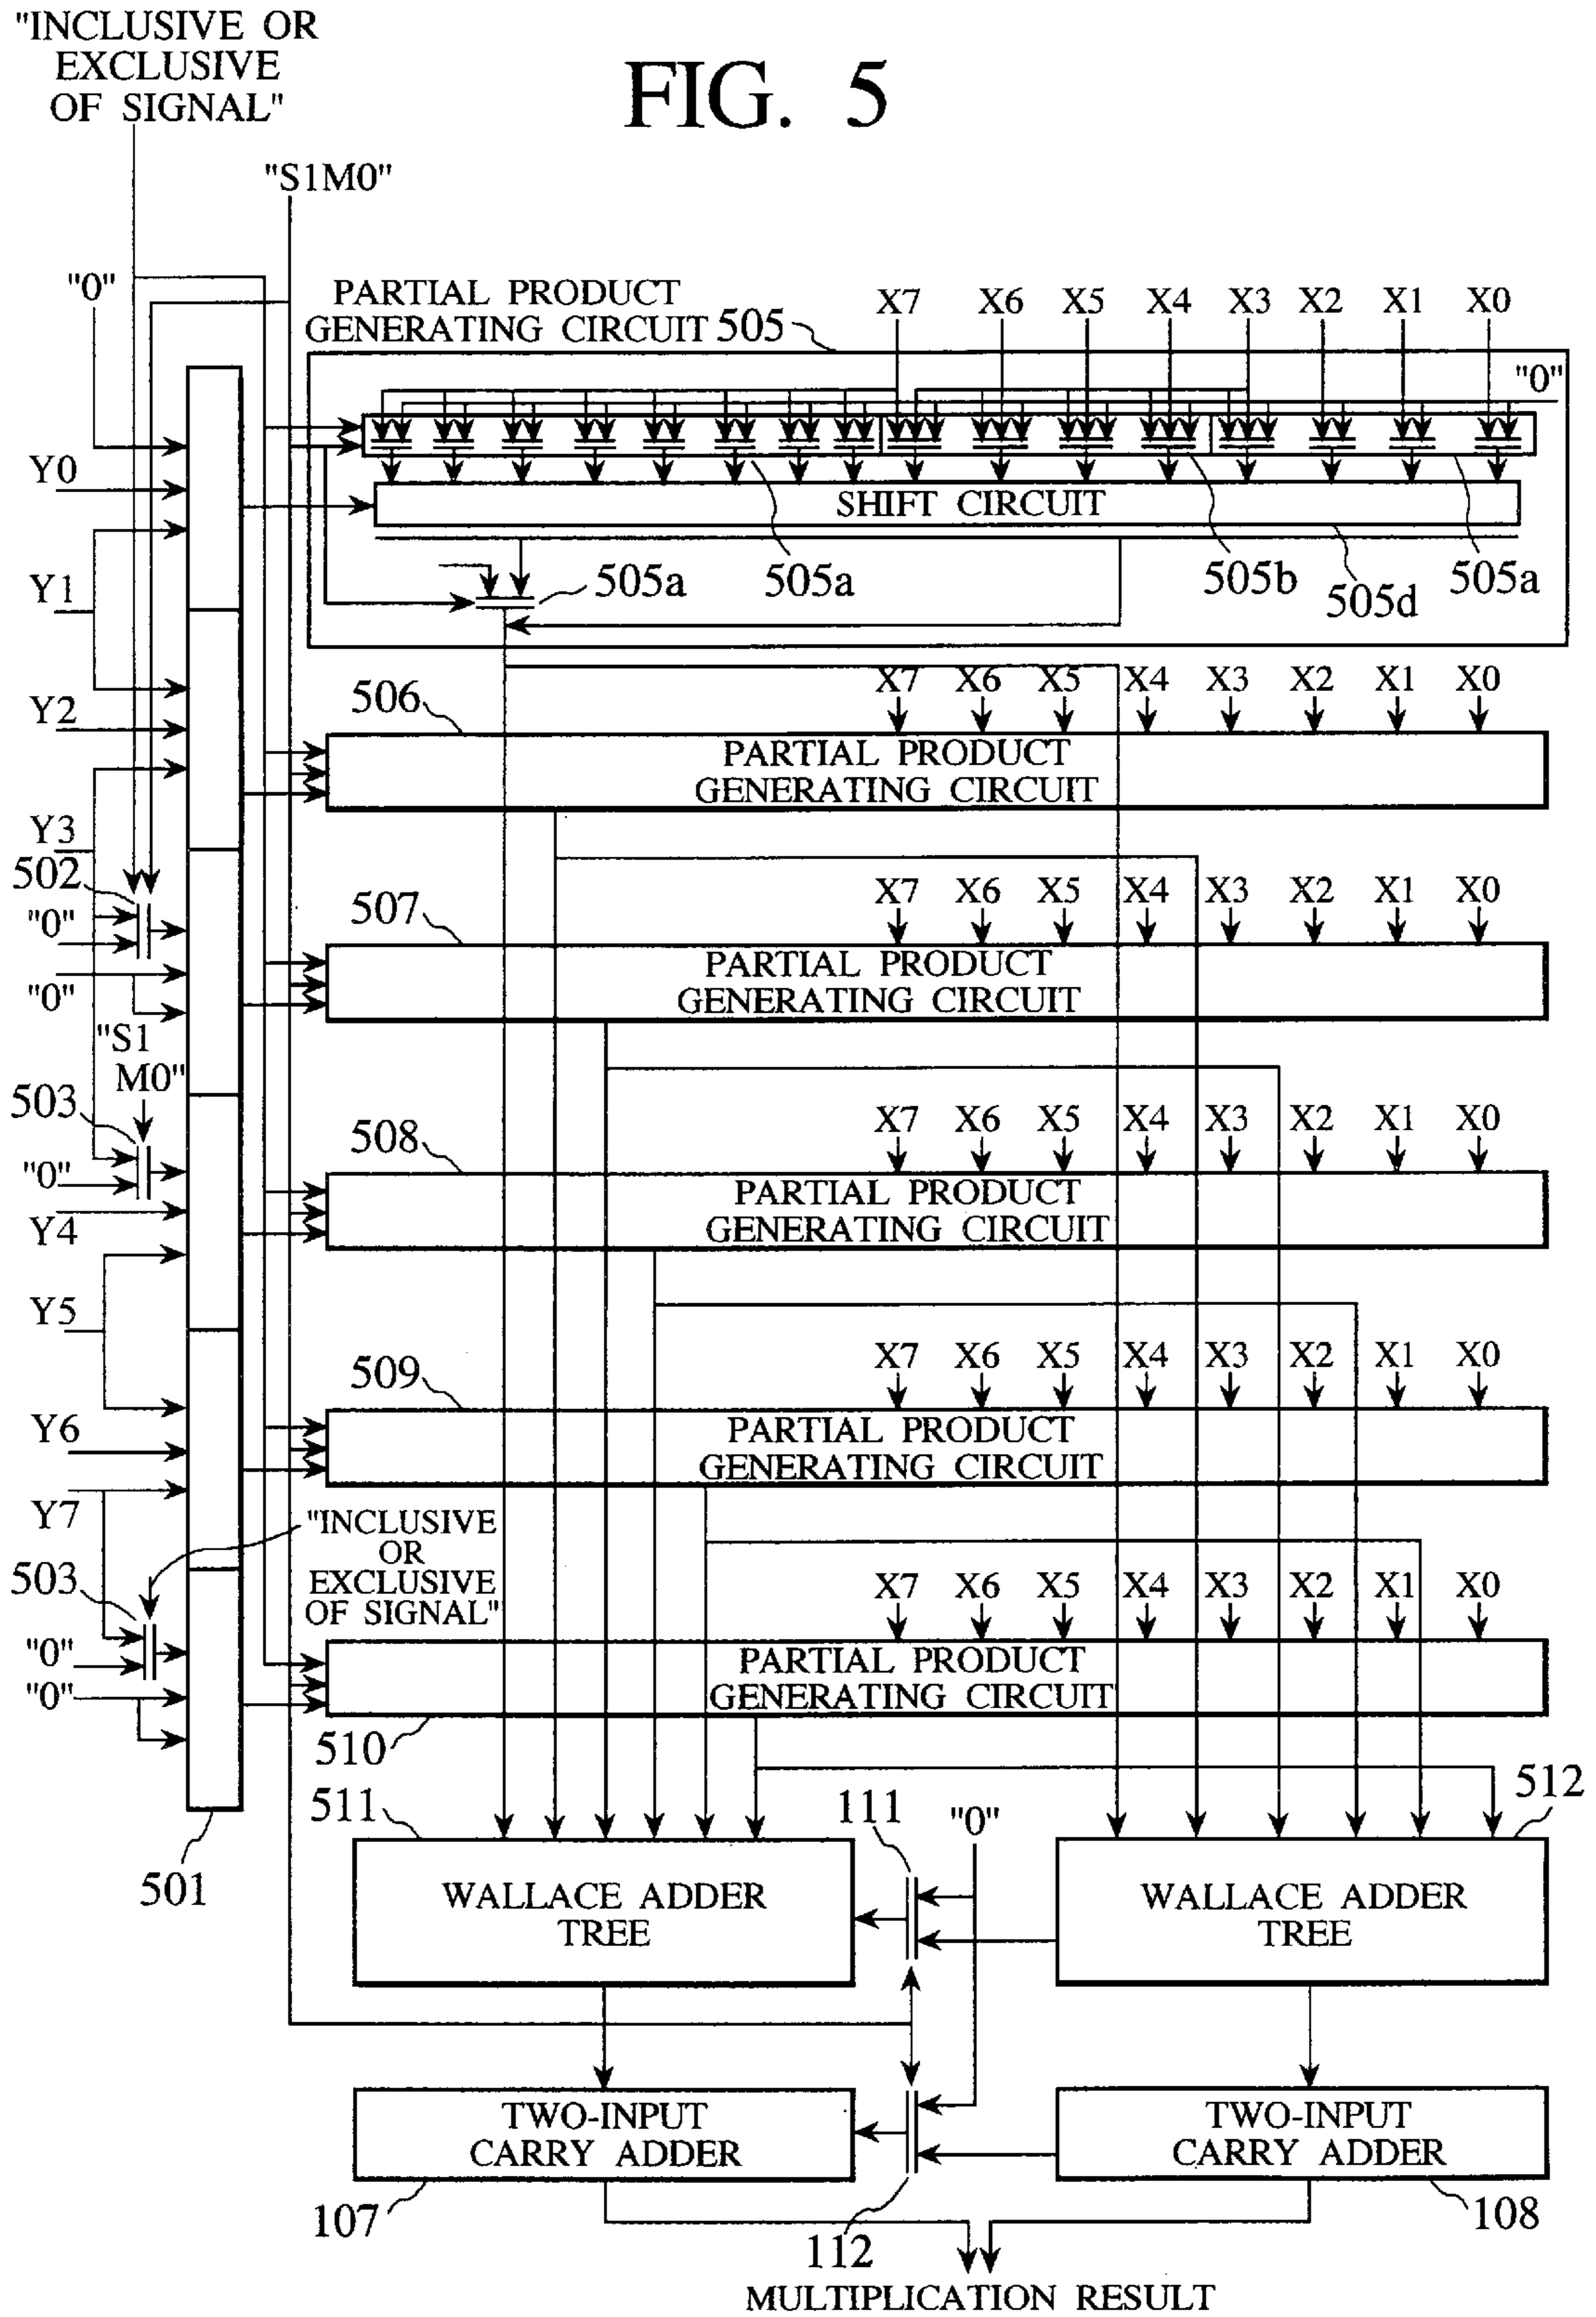 "INCLUSIVE OR
EXCLUSIVE
OF SIGNAL"
FIG. 5
"S1M0"
"0"
PARTIAL PRODUCT
GENERATING CIRCUIT 505
X7 X6 X5 X4 X3 X2 X1 X0
"0"
Y0
SHIFT CIRCUIT
Y1
505a 505a 505b 505d 505a
Y2
506
X7 X6 X5 X4 X3 X2 X1 X0
PARTIAL PRODUCT
GENERATING CIRCUIT
Y3
502
"0"
"0"
507
X7 X6 X5 X4 X3 X2 X1 X0
PARTIAL PRODUCT
GENERATING CIRCUIT
"S1
M0"
503
"0"
Y4
508
X7 X6 X5 X4 X3 X2 X1 X0
PARTIAL PRODUCT
GENERATING CIRCUIT
Y5
509
X7 X6 X5 X4 X3 X2 X1 X0
PARTIAL PRODUCT
GENERATING CIRCUIT
Y6
Y7
"INCLUSIVE
OR
EXCLUSIVE
OF SIGNAL"
503
"0"
"0"
X7 X6 X5 X4 X3 X2 X1 X0
PARTIAL PRODUCT
GENERATING CIRCUIT
510
501
511
111
"0"
512
WALLACE ADDER
TREE
WALLACE ADDER
TREE
TWO-INPUT
CARRY ADDER
TWO-INPUT
CARRY ADDER
107
112
108
MULTIPLICATION RESULT